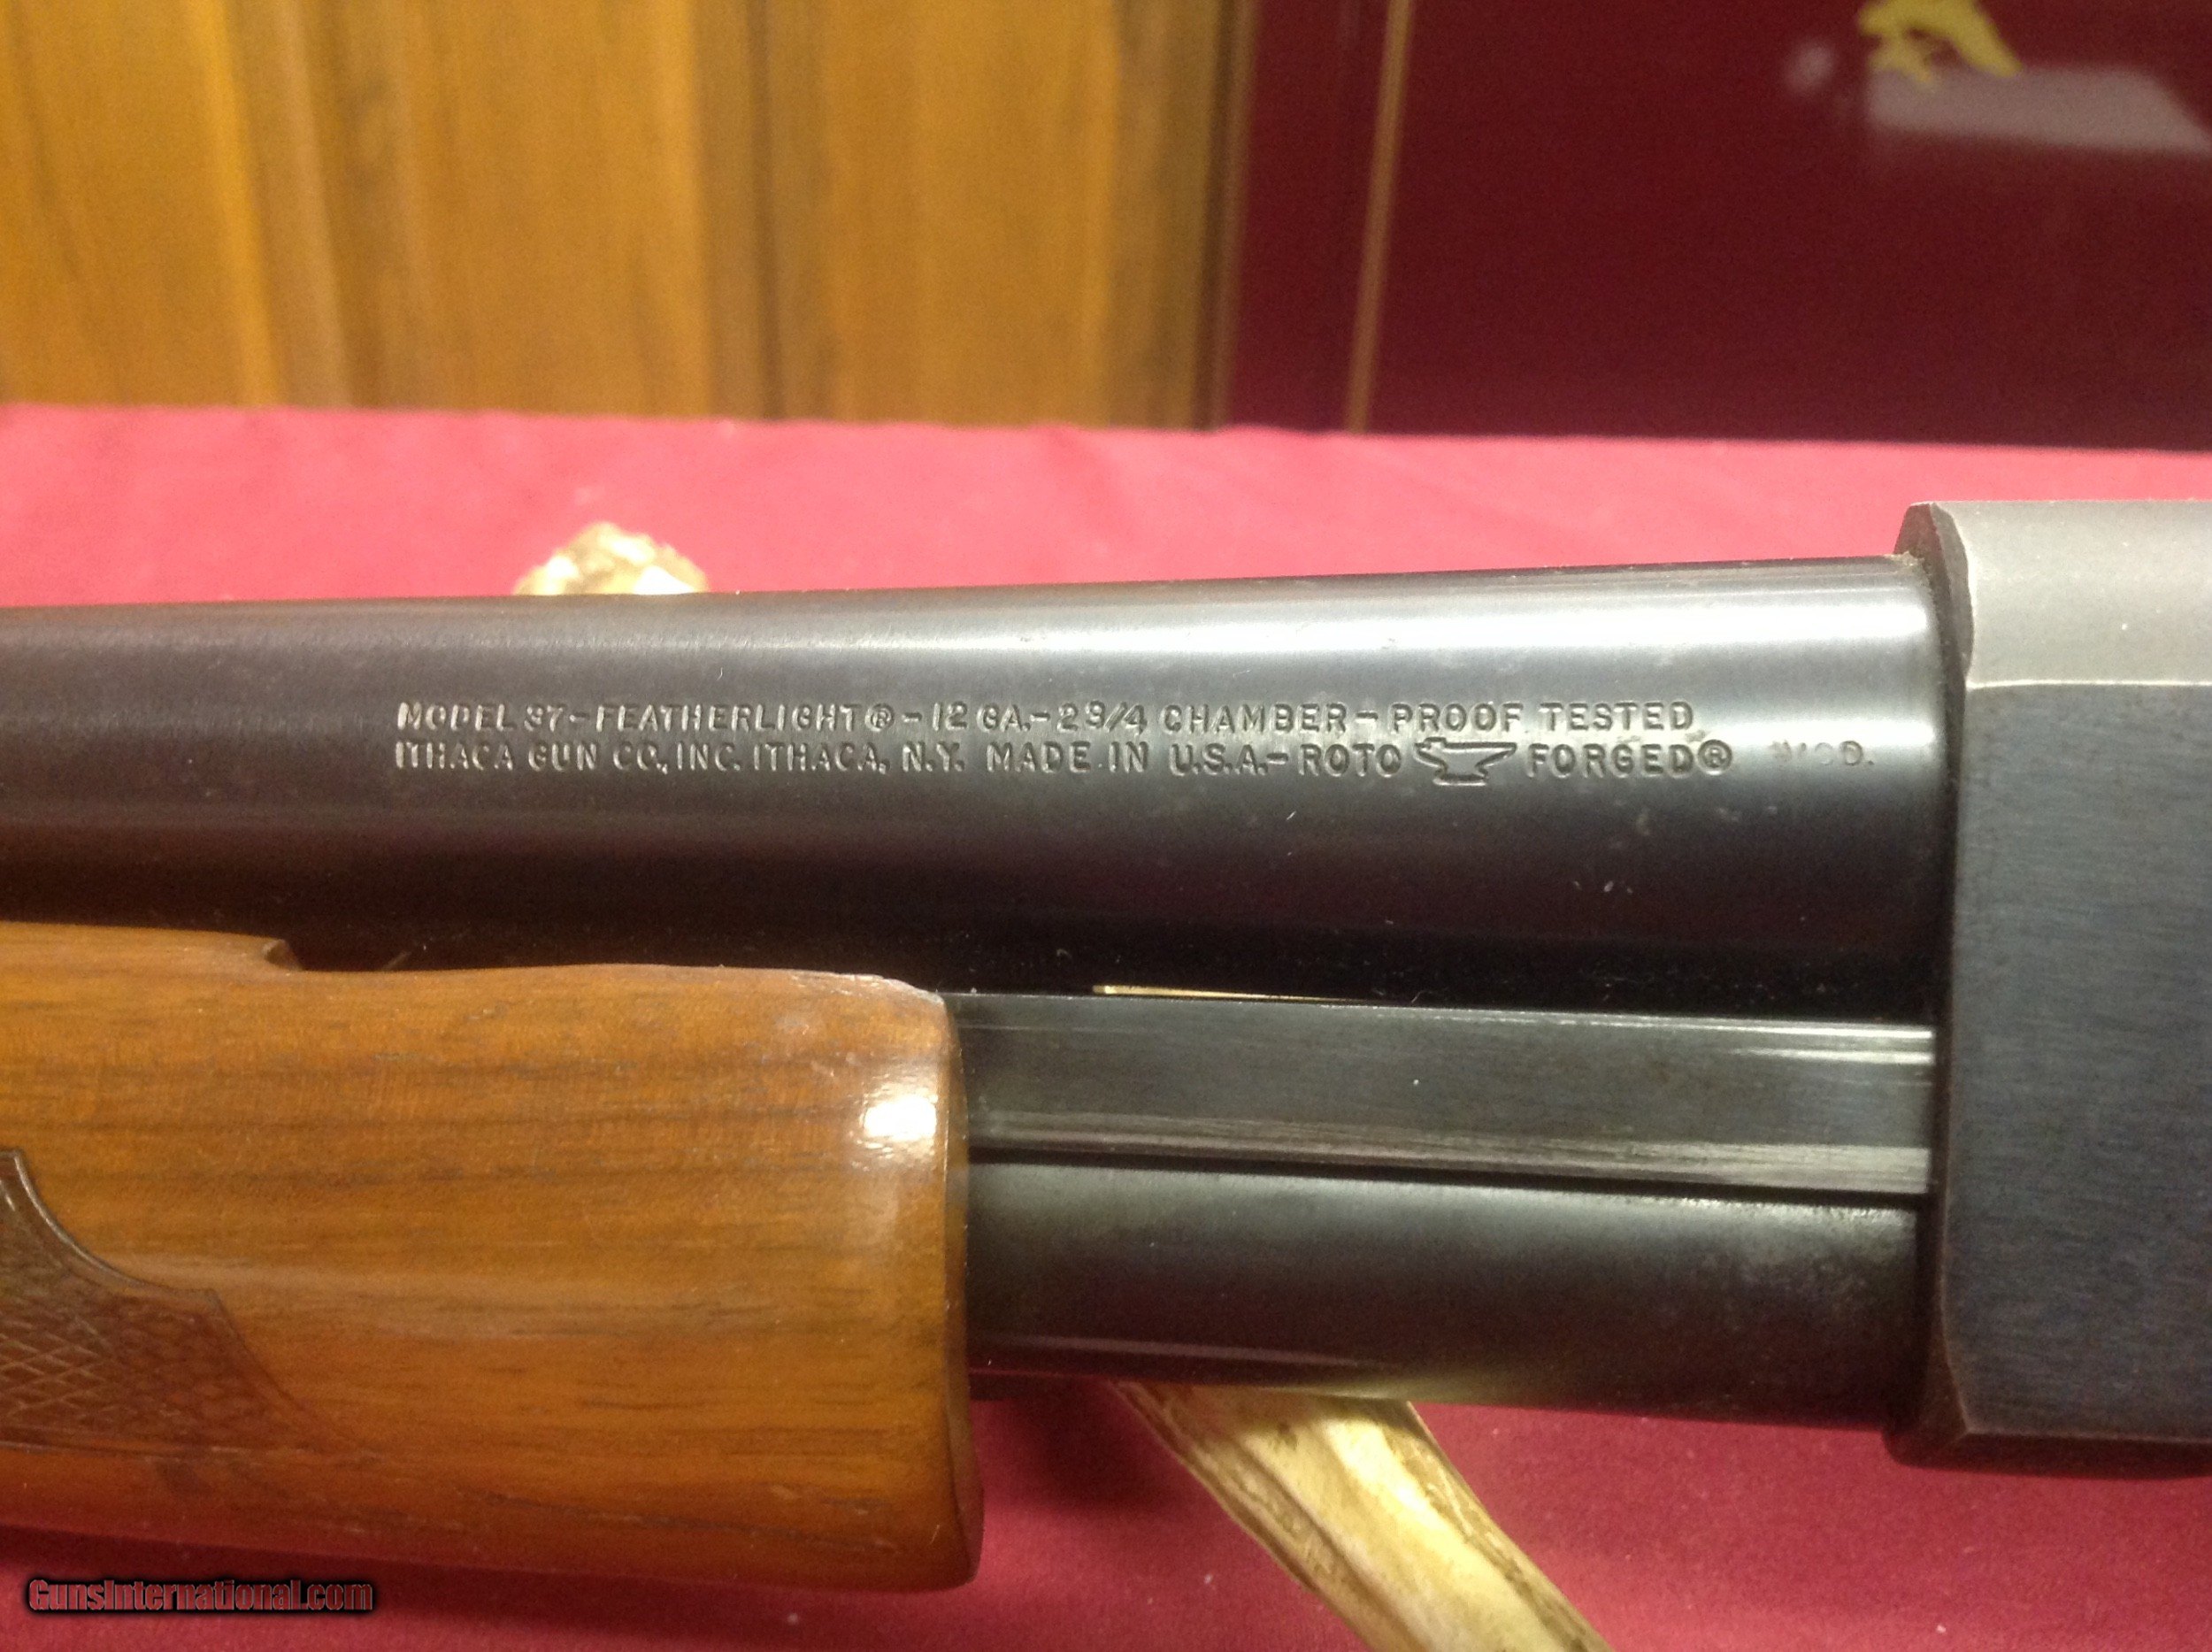 MODEL 37-FEATHERLIGHT®-12 GA.-2 3/4 CHAMBER-PROOF TESTED
ITHACA GUN CO., INC. ITHACA, N.Y. MADE IN U.S.A.-ROTO FORGED® MOD.
GunsInternational.com